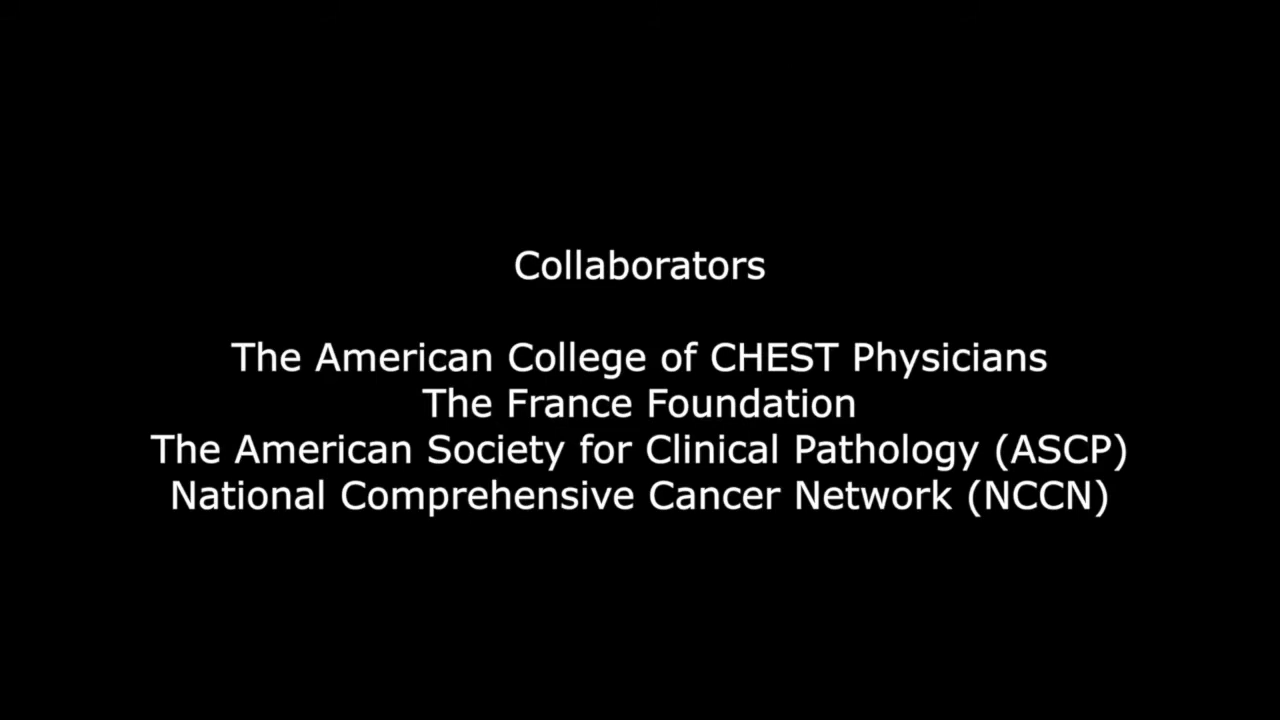 Collaborators
The American College of CHEST Physicians
The France Foundation
The American Society for Clinical Pathology (ASCP)
National Comprehensive Cancer Network (NCCN)